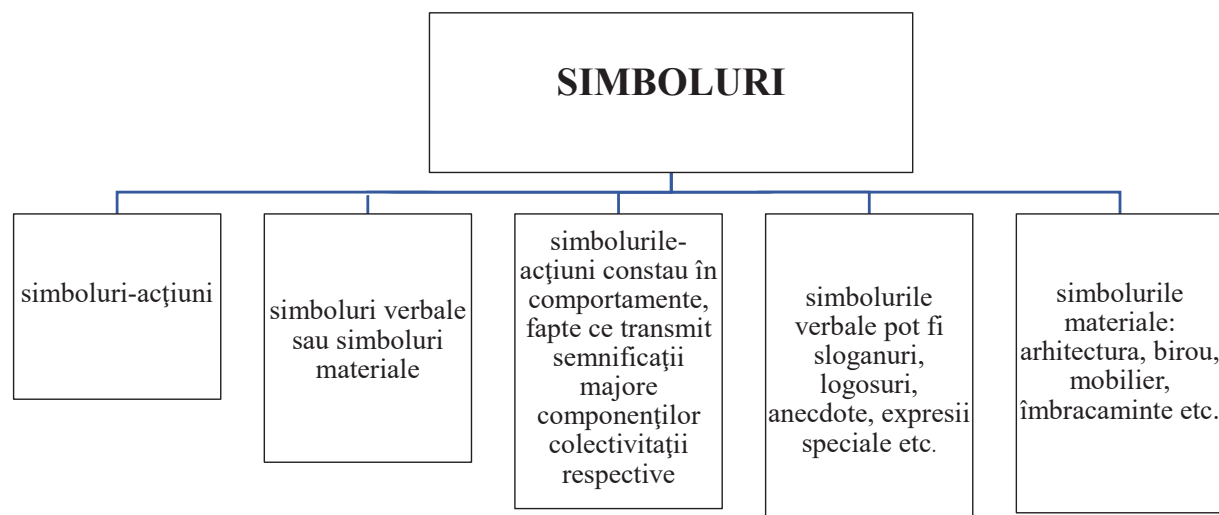 SIMBOLURI
simboluri-acţiuni
simboluri verbale
sau simboluri
materiale
simbolurile-
acţiuni constau în
comportamente,
fapte ce transmit
semnificaţii
majore
componenţilor
colectivitaţii
respective
simbolurile
verbale pot fi
sloganuri,
logosuri,
anecdote, expresii
speciale etc.
simbolurile
materiale:
arhitectura, birou,
mobilier,
îmbracaminte etc.